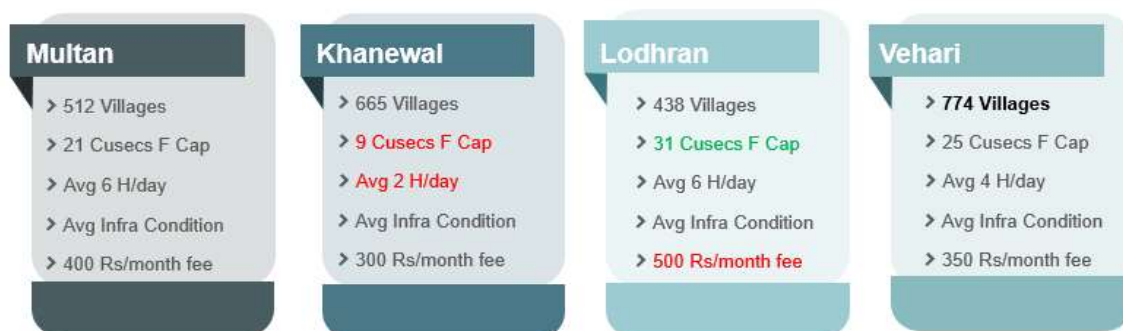 Multan
512 Villages
21 Cusecs F Cap
Avg 6 H/day
Avg Infra Condition
400 Rs/month fee
Khanewal
665 Villages
9 Cusecs F Cap
Avg 2 H/day
Avg Infra Condition
300 Rs/month fee
Lodhran
438 Villages
31 Cusecs F Cap
Avg 6 H/day
Avg Infra Condition
500 Rs/month fee
Vehari
774 Villages
25 Cusecs F Cap
Avg 4 H/day
Avg Infra Condition
350 Rs/month fee